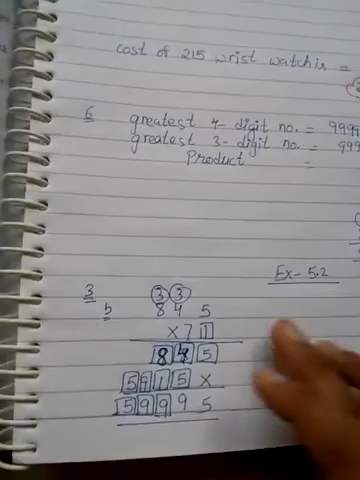 cost of 215 wrist watch is =
6 greatest 4- digit no. = 9999
greatest 3- digit no. = 999
Product =
Ex- 5.2
3 3 3
b 8 4 5
× 7 1
8 4 5
5 9 1 5 ×
5 9 9 9 5